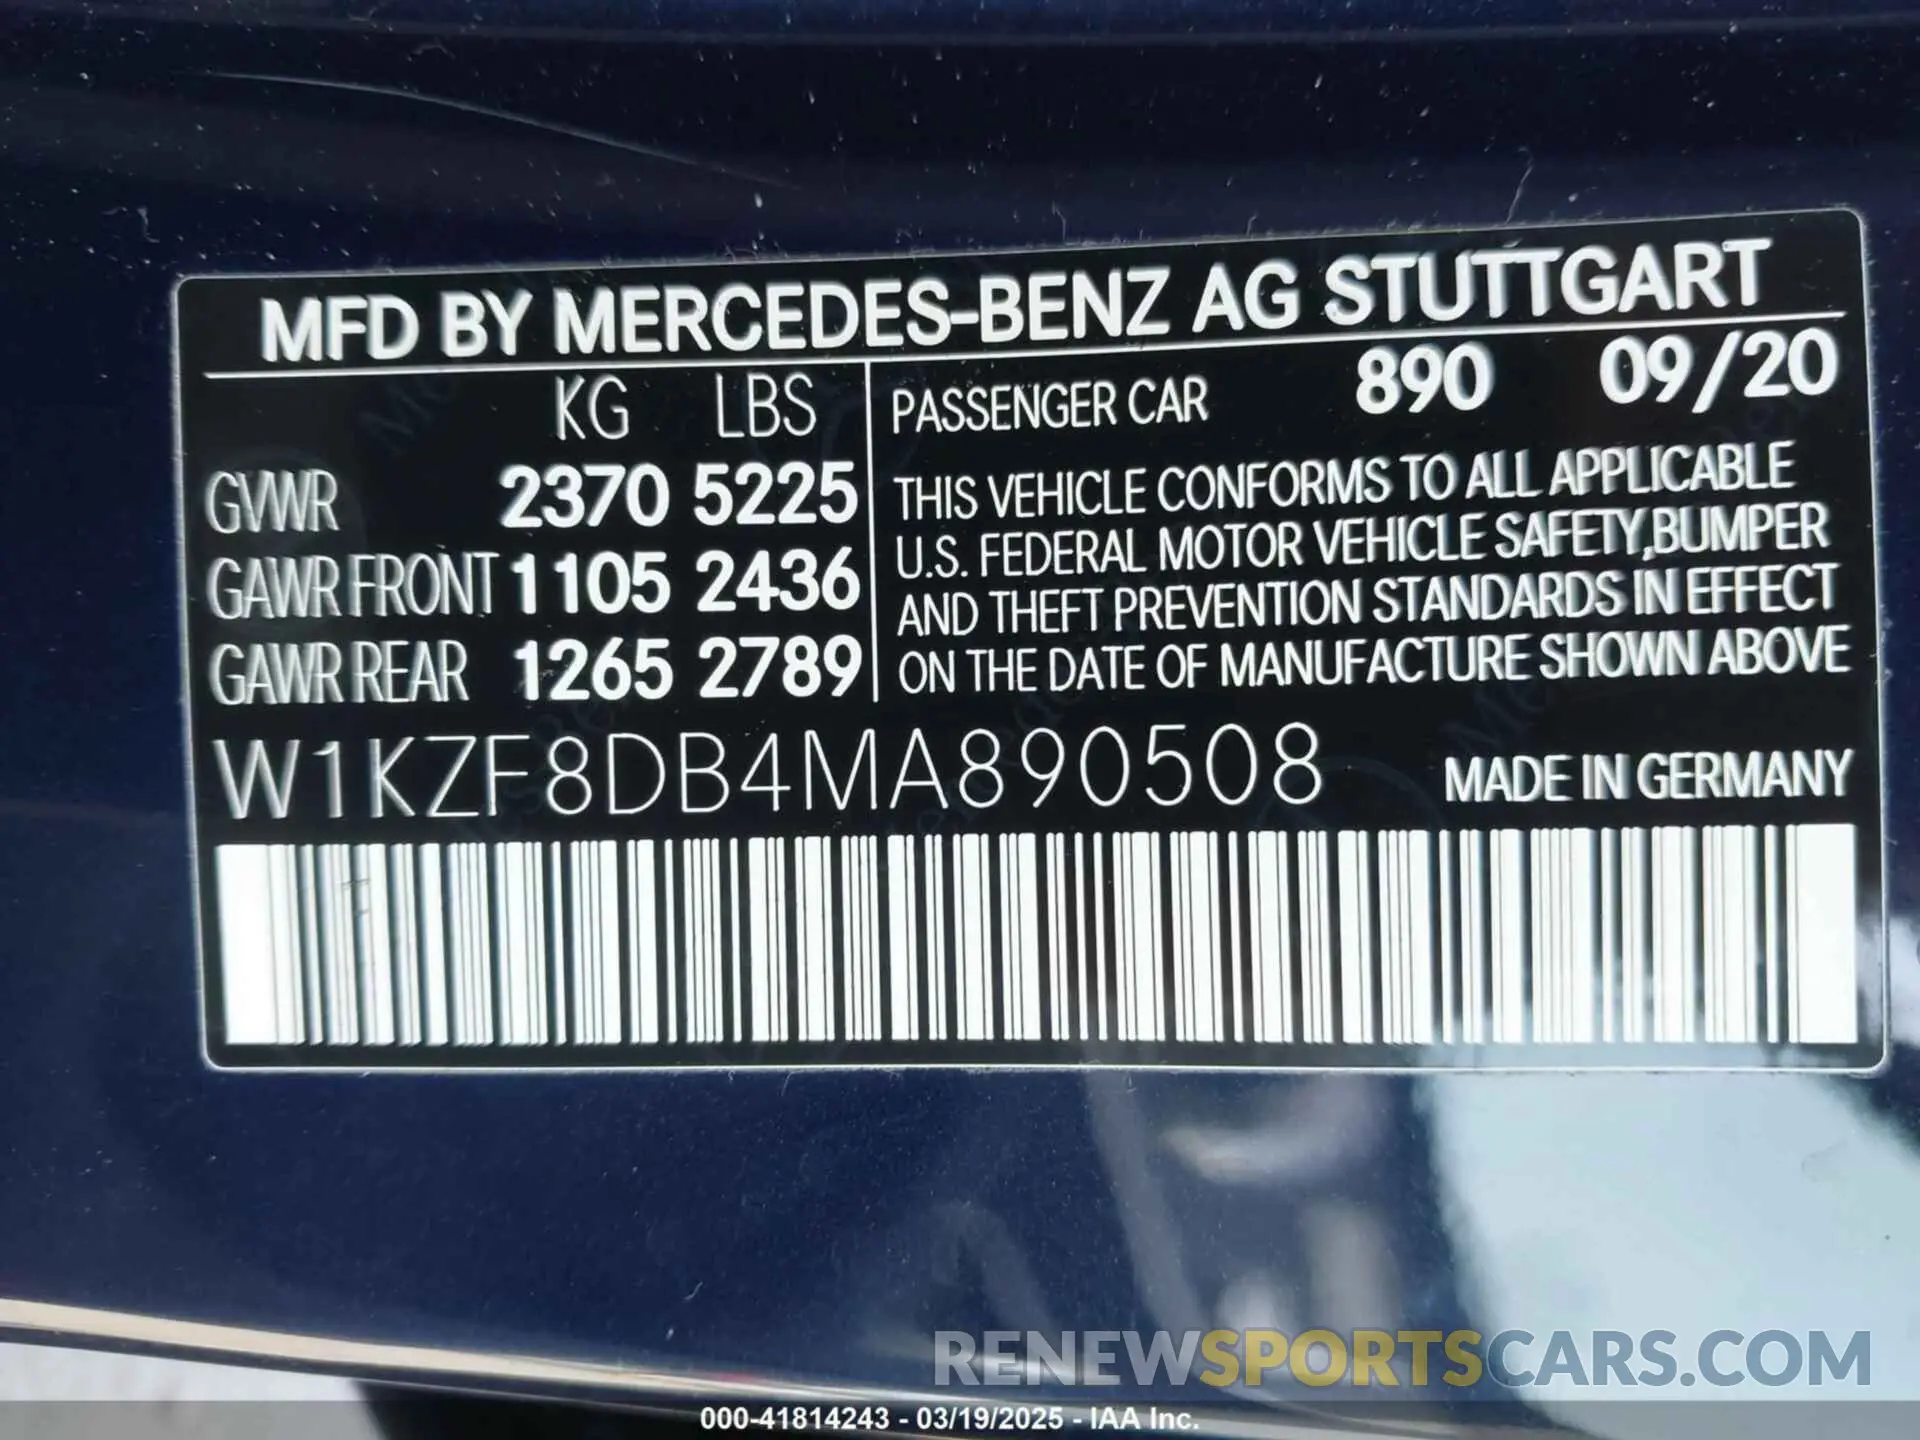 MFD BY MERCEDES-BENZ AG STUTTGART
KG LBS PASSENGER CAR 890 09/20
GVWR 2370 5225
GAWR FRONT 1105 2436
GAWR REAR 1265 2789
THIS VEHICLE CONFORMS TO ALL APPLICABLE
U.S. FEDERAL MOTOR VEHICLE SAFETY,BUMPER
AND THEFT PREVENTION STANDARDS IN EFFECT
ON THE DATE OF MANUFACTURE SHOWN ABOVE
W1KZF8DB4MA890508 MADE IN GERMANY
RENEWSPORTSCARS.COM
000-41814243 - 03/19/2025 - IAA Inc.